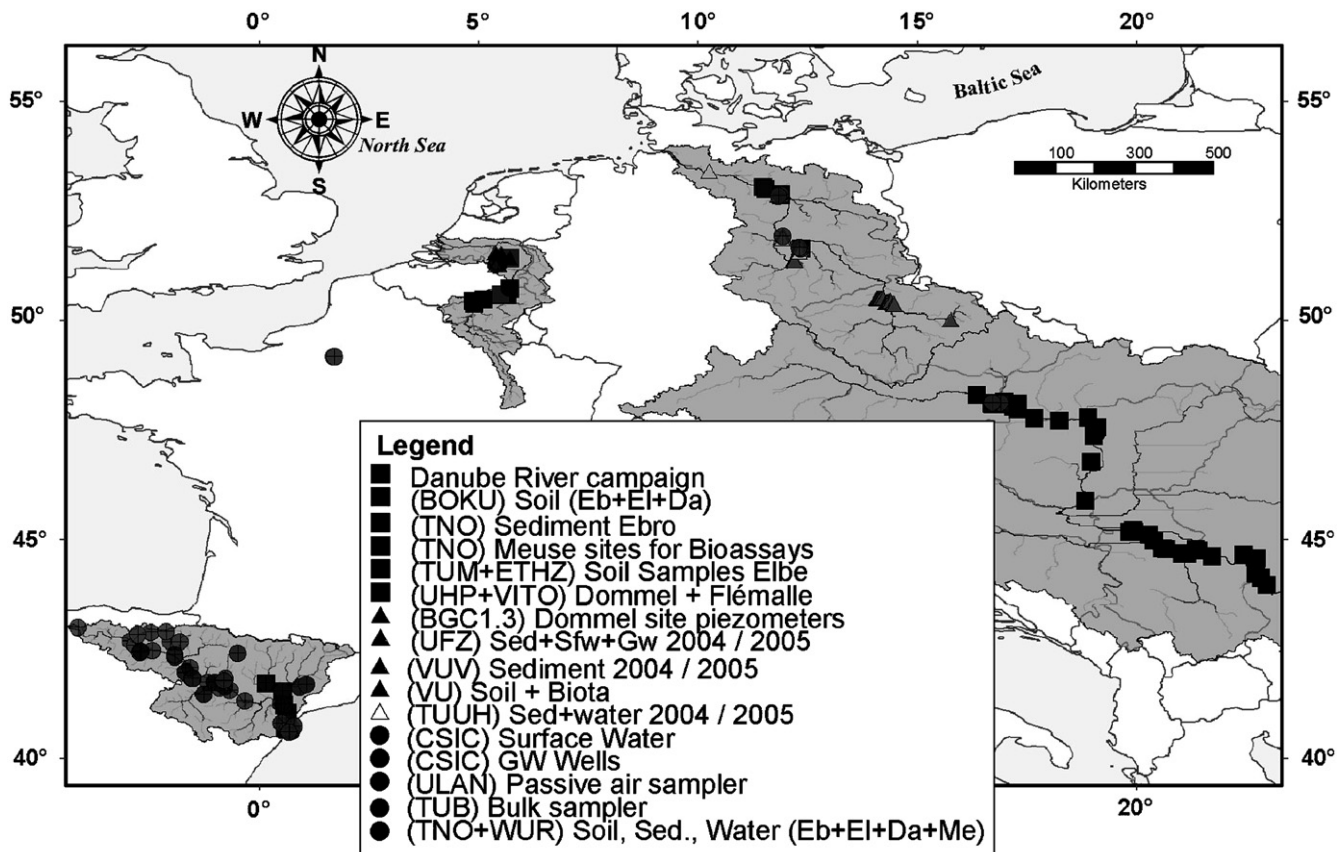 0° 5° 10° 15° 20°
N
W E
S
North Sea
Baltic Sea
55° 55°
100 300 500
Kilometers
50° 50°
45° 45°
40° 40°
Legend
Danube River campaign
(BOKU) Soil (Eb+El+Da)
(TNO) Sediment Ebro
(TNO) Meuse sites for Bioassays
(TUM+ETHZ) Soil Samples Elbe
(UHP+VITO) Dommel + Flémalle
(BGC1.3) Dommel site piezometers
(UFZ) Sed+Sfw+Gw 2004 / 2005
(VUV) Sediment 2004 / 2005
(VU) Soil + Biota
(TUUH) Sed+water 2004 / 2005
(CSIC) Surface Water
(CSIC) GW Wells
(ULAN) Passive air sampler
(TUB) Bulk sampler
(TNO+WUR) Soil, Sed., Water (Eb+El+Da+Me)
0° 20°